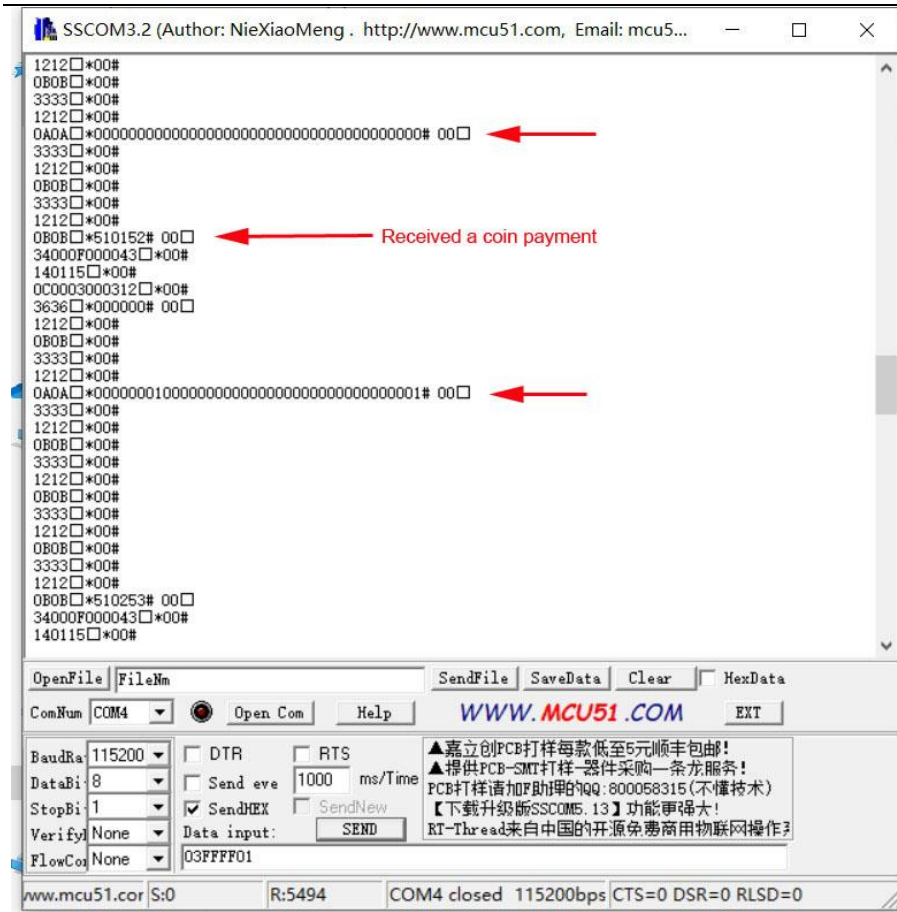 SSCOM3.2 (Author: NieXiaoMeng . http://www.mcu51.com, Email: mcu5...
1212□*00#
0B0B□*00#
3333□*00#
1212□*00#
0A0A□*00000000000000000000000000000000000000# 00□
3333□*00#
1212□*00#
0B0B□*00#
3333□*00#
1212□*00#
0B0B□*510152# 00□
Received a coin payment
34000F000043□*00#
140115□*00#
0C0003000312□*00#
3636□*000000# 00□
1212□*00#
0B0B□*00#
3333□*00#
1212□*00#
0A0A□*00000001000000000000000000000000000001# 00□
3333□*00#
1212□*00#
0B0B□*00#
3333□*00#
1212□*00#
0B0B□*00#
3333□*00#
1212□*00#
0B0B□*00#
3333□*00#
1212□*00#
0B0B□*510253# 00□
34000F000043□*00#
140115□*00#
OpenFile FileNm SendFile SaveData Clear HexData
ComNum COM4 Open Com Help WWW.MCU51.COM EXT
BaudRa 115200 DTR RTS
DataBi 8 Send eve 1000 ms/Time
StopBi 1 SendHEX SendNew
Verify None Data input: SEND
FlowCo None 03FFFF01
▲嘉立创PCB打样每款低至5元顺丰包邮!
▲提供PCB-SMT打样-器件采购一条龙服务!
PCB打样请加F助理的QQ:800058315(不懂技术)
【下载升级版SSCOM5.13】功能更强大!
RT-Thread来自中国的开源免费商用物联网操作
www.mcu51.cor S:0 R:5494 COM4 closed 115200bps CTS=0 DSR=0 RLSD=0